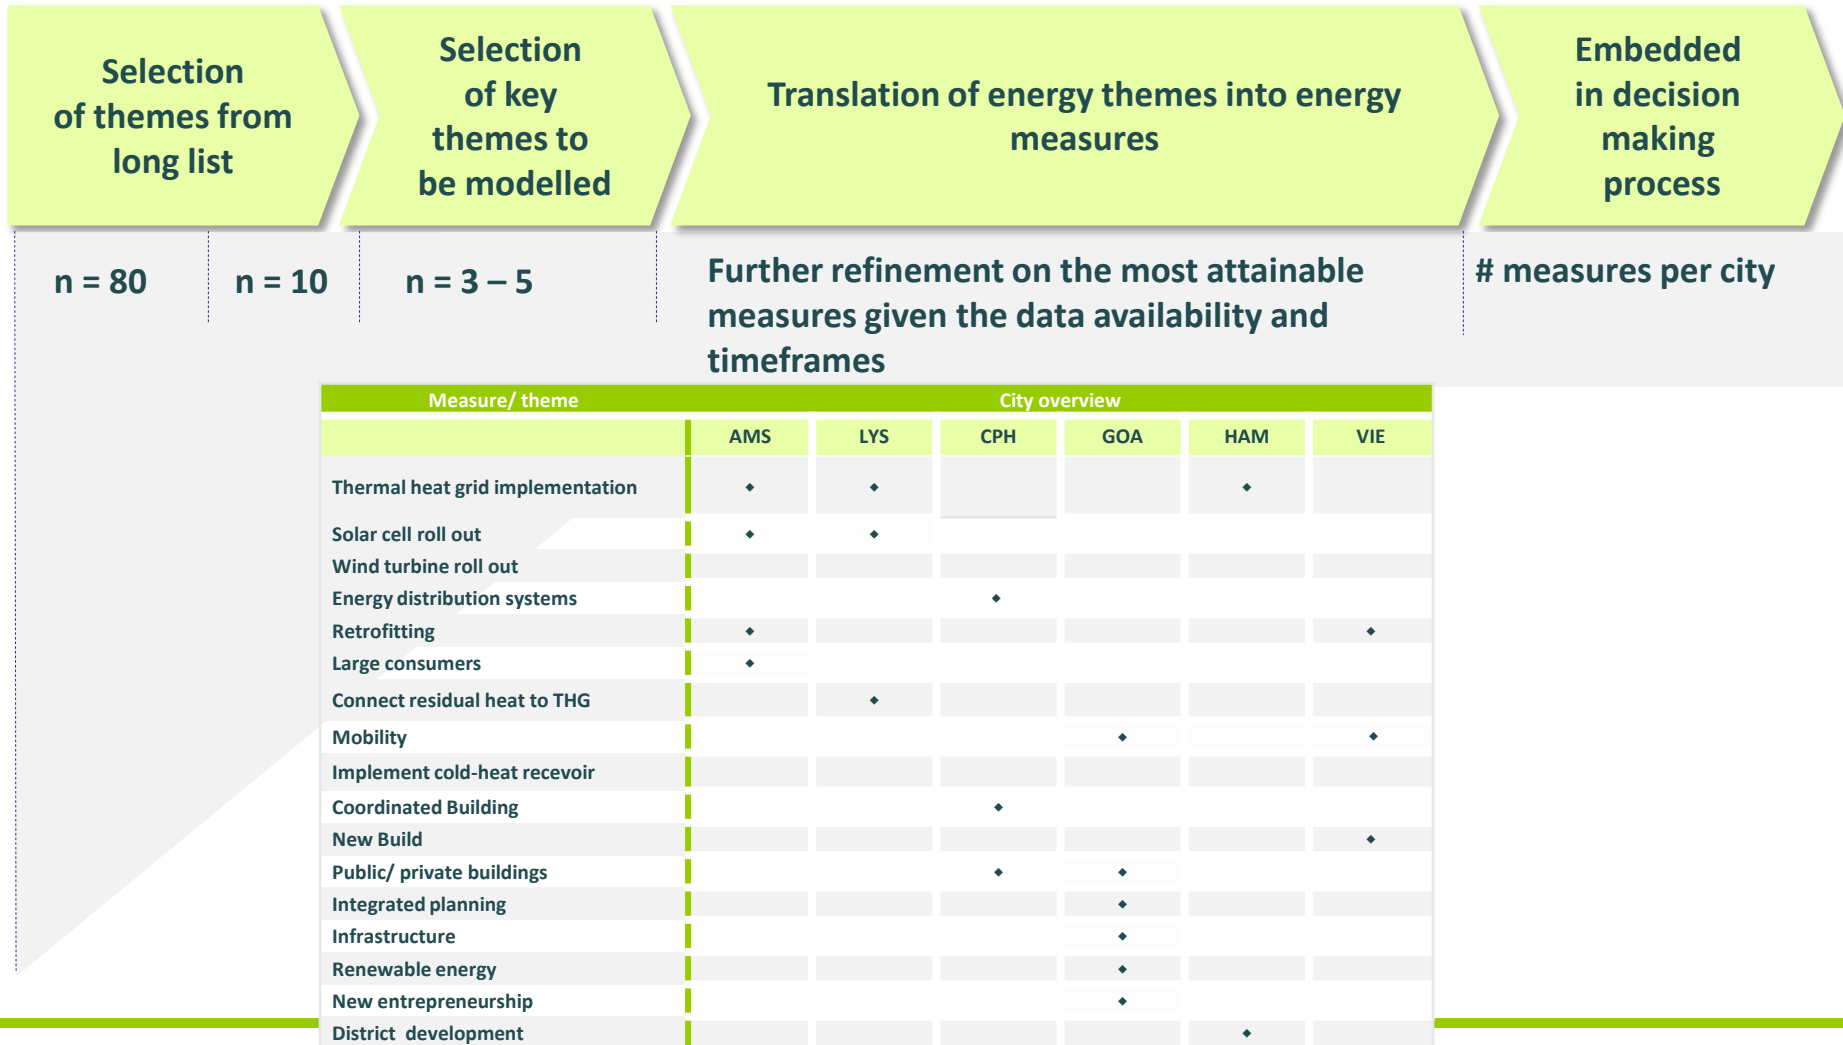 Selection
of themes from
long list
Selection
of key
themes to
be modelled
Translation of energy themes into energy
measures
Embedded
in decision
making
process
n = 80
n = 10
n = 3 – 5
Further refinement on the most attainable
measures given the data availability and
timeframes
# measures per city
Measure/ theme City overview
AMS LYS CPH GOA HAM VIE
Thermal heat grid implementation ◆ ◆ ◆
Solar cell roll out ◆ ◆
Wind turbine roll out
Energy distribution systems ◆
Retrofitting ◆ ◆
Large consumers ◆
Connect residual heat to THG ◆
Mobility ◆ ◆
Implement cold-heat recevoir
Coordinated Building ◆
New Build ◆
Public/ private buildings ◆ ◆
Integrated planning ◆
Infrastructure ◆
Renewable energy ◆
New entrepreneurship ◆
District development ◆